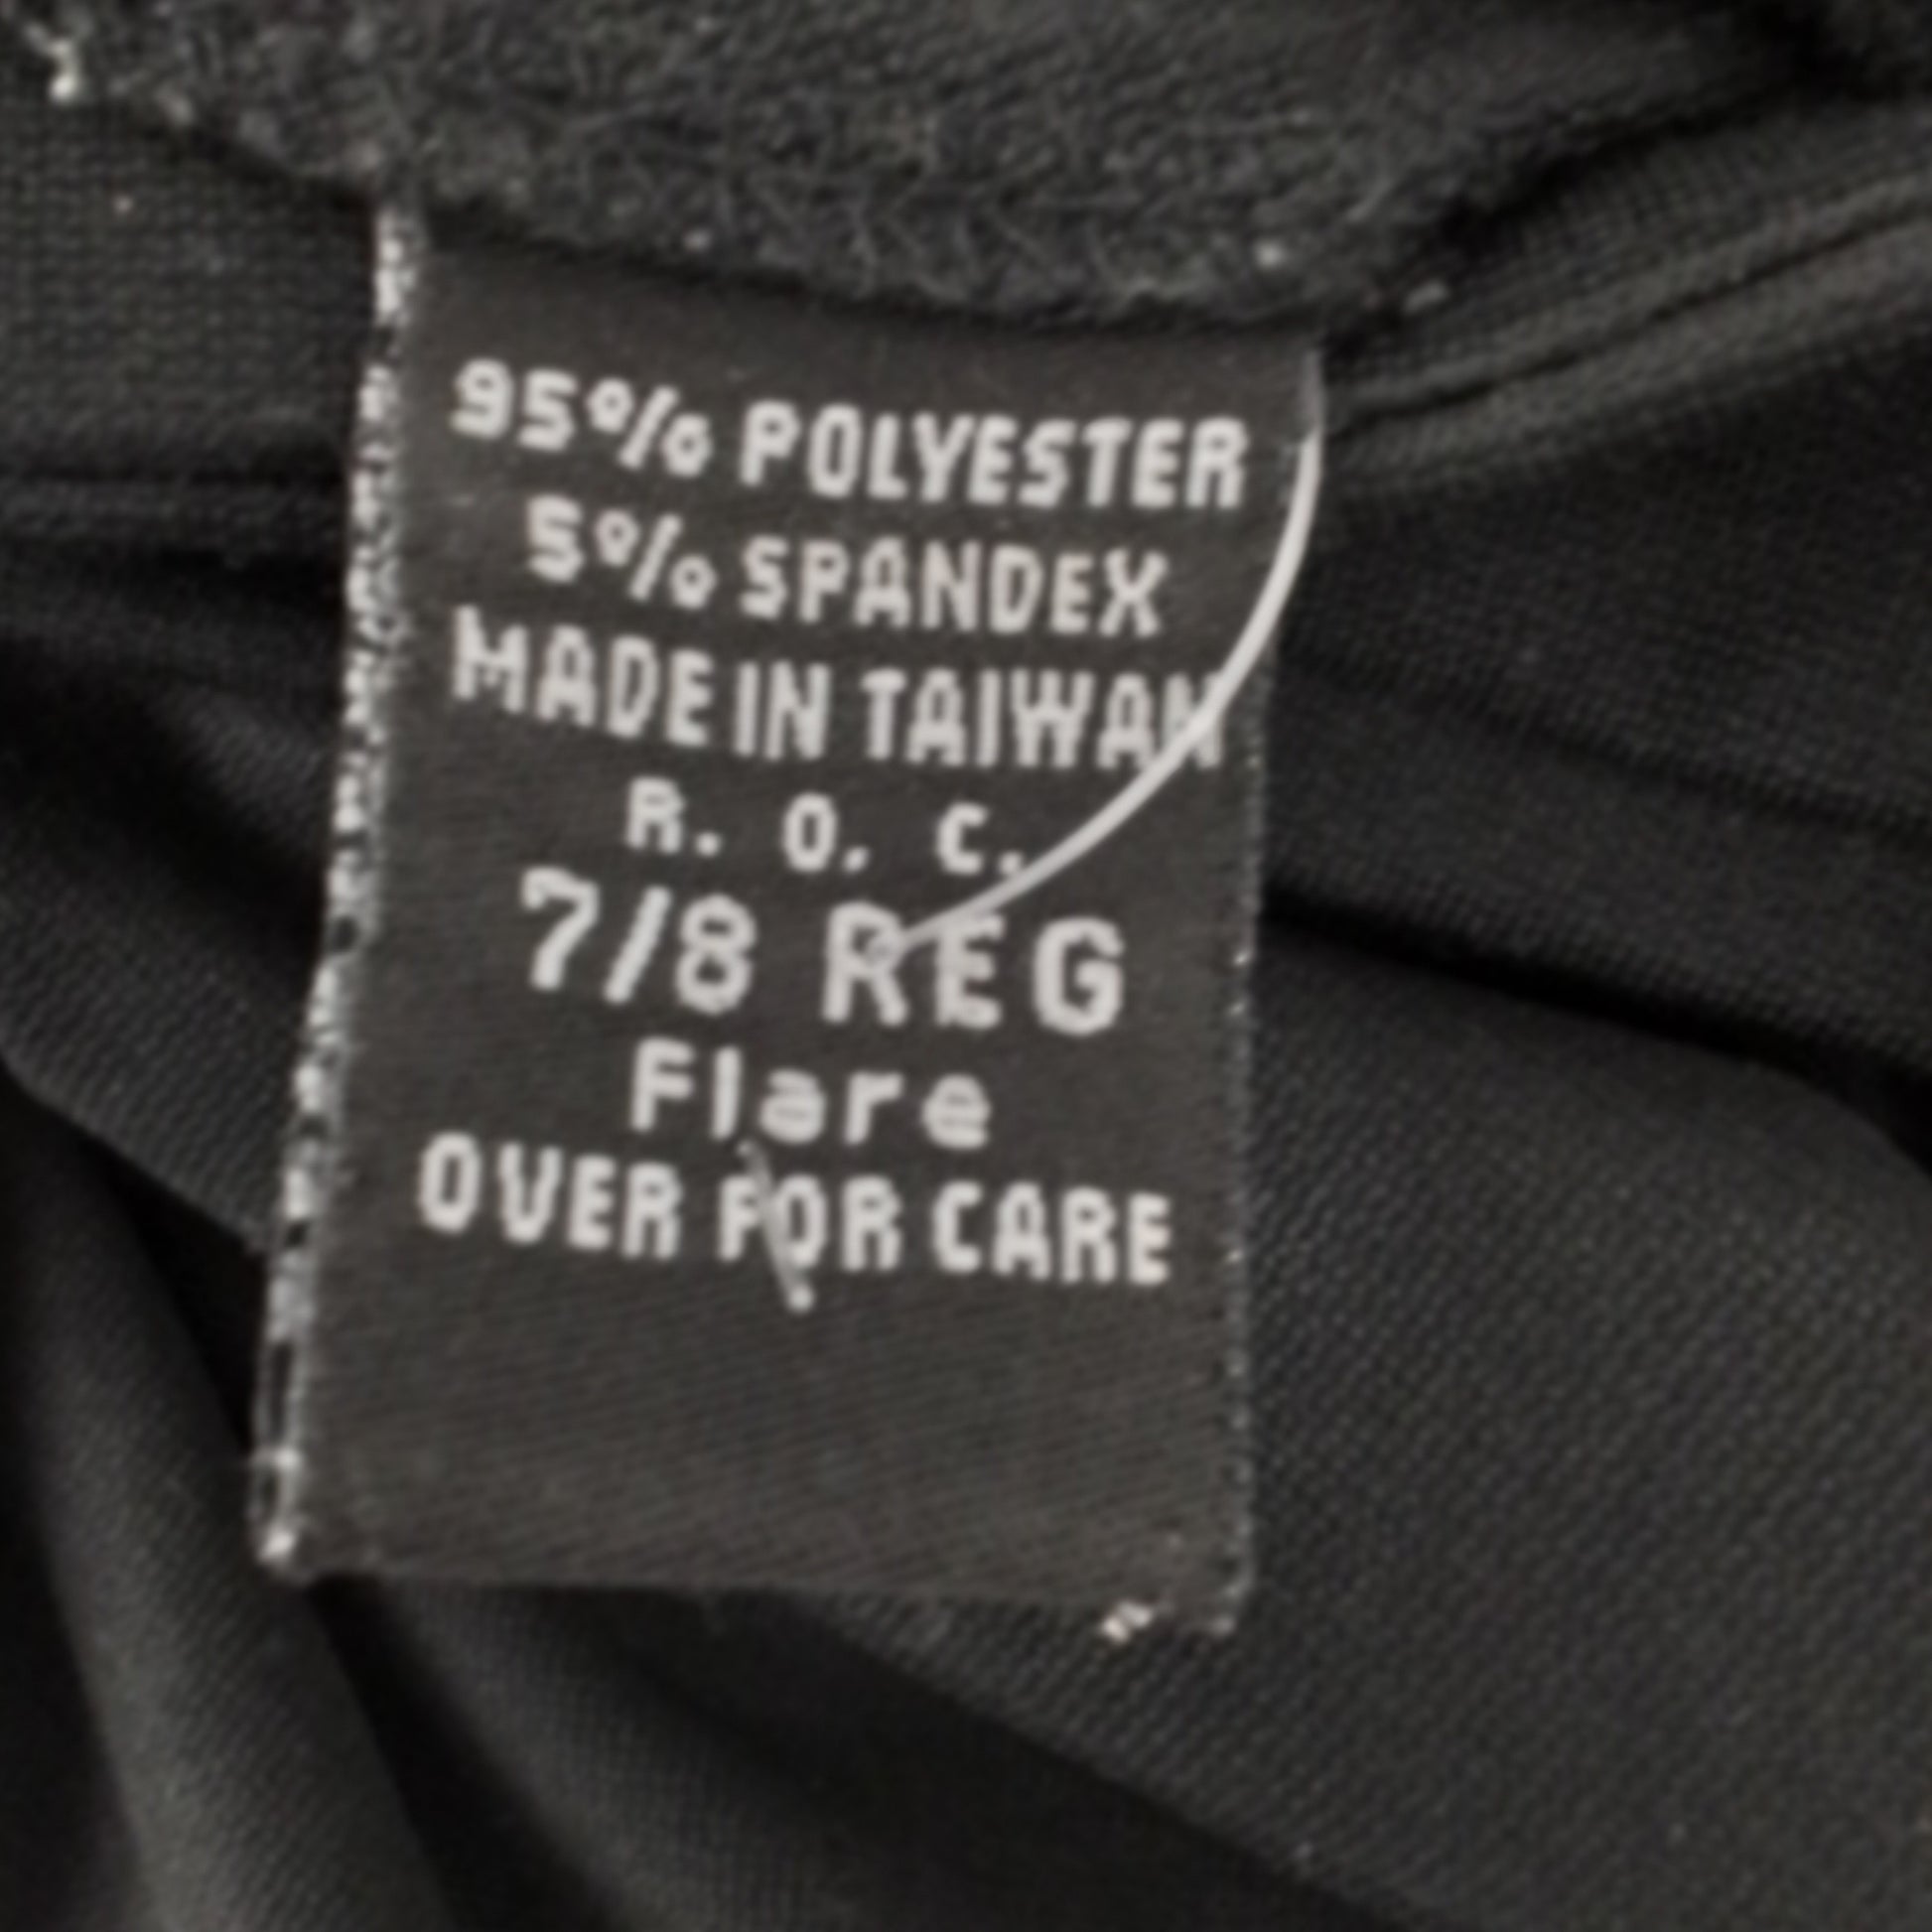 95% POLYESTER
5% SPANDEX
MADE IN TAIWAN
R. O. C.
7/8 REG
Flare
OVER FOR CARE